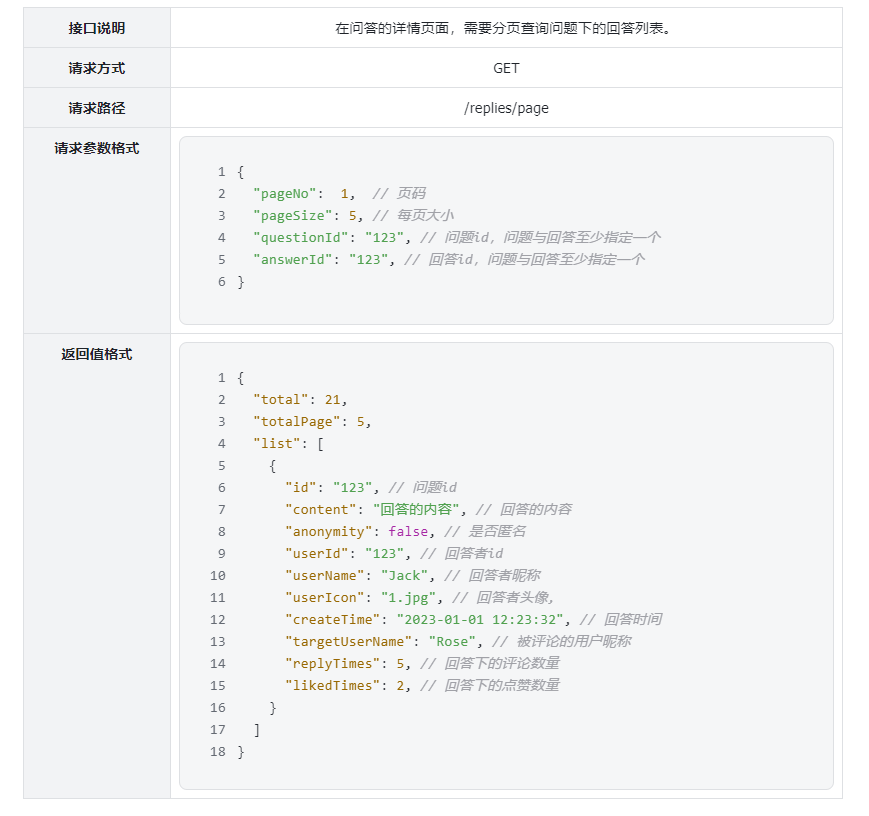 接口说明 在问答的详情页面，需要分页查询问题下的回答列表。
请求方式 GET
请求路径 /replies/page
请求参数格式
1 {
2   "pageNo":  1,  // 页码
3   "pageSize": 5, // 每页大小
4   "questionId": "123", // 问题id，问题与回答至少指定一个
5   "answerId": "123", // 回答id，问题与回答至少指定一个
6 }
返回值格式
1 {
2   "total": 21,
3   "totalPage": 5,
4   "list": [
5     {
6       "id": "123", // 问题id
7       "content": "回答的内容", // 回答的内容
8       "anonymity": false, // 是否匿名
9       "userId": "123", // 回答者id
10       "userName": "Jack", // 回答者昵称
11       "userIcon": "1.jpg", // 回答者头像,
12       "createTime": "2023-01-01 12:23:32", // 回答时间
13       "targetUserName": "Rose", // 被评论的用户昵称
14       "replyTimes": 5, // 回答下的评论数量
15       "likedTimes": 2, // 回答下的点赞数量
16     }
17   ]
18 }